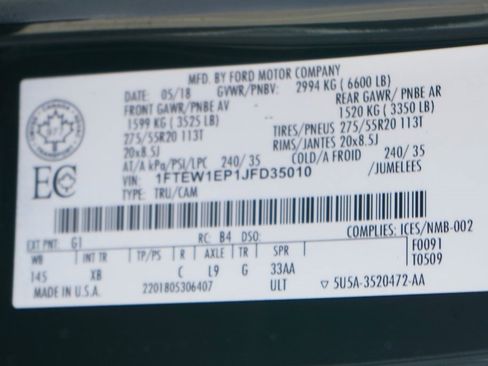 MFD. BY FORD MOTOR COMPANY
DATE: 05/18 GVWR/PNBV: 2994 KG (6600 LB)
FRONT GAWR/PNBE AV REAR GAWR/PNBE AR
1599 KG (3525 LB) 1520 KG (3350 LB)
275/55R20 113T TIRES/PNEUS 275/55R20 113T
20x8.5J RIMS/JANTES 20x8.5J
AT/A kPa/PSI/LPC 240/35 COLD/A FROID 240/35
VIN: 1FTEW1EP1JFD35010 /JUMELEES
TYPE: TRU/CAM
EC
COMPLIES: ICES/NMB-002
EXT PNT: G1 RC: B4 DSO: F0091
WB INT TR TP/PS R AXLE TR SPR T0509
145 XB C L9 G 33AA
MADE IN U.S.A. 2201805306407 ULT ▽ 5U5A-3520472-AA